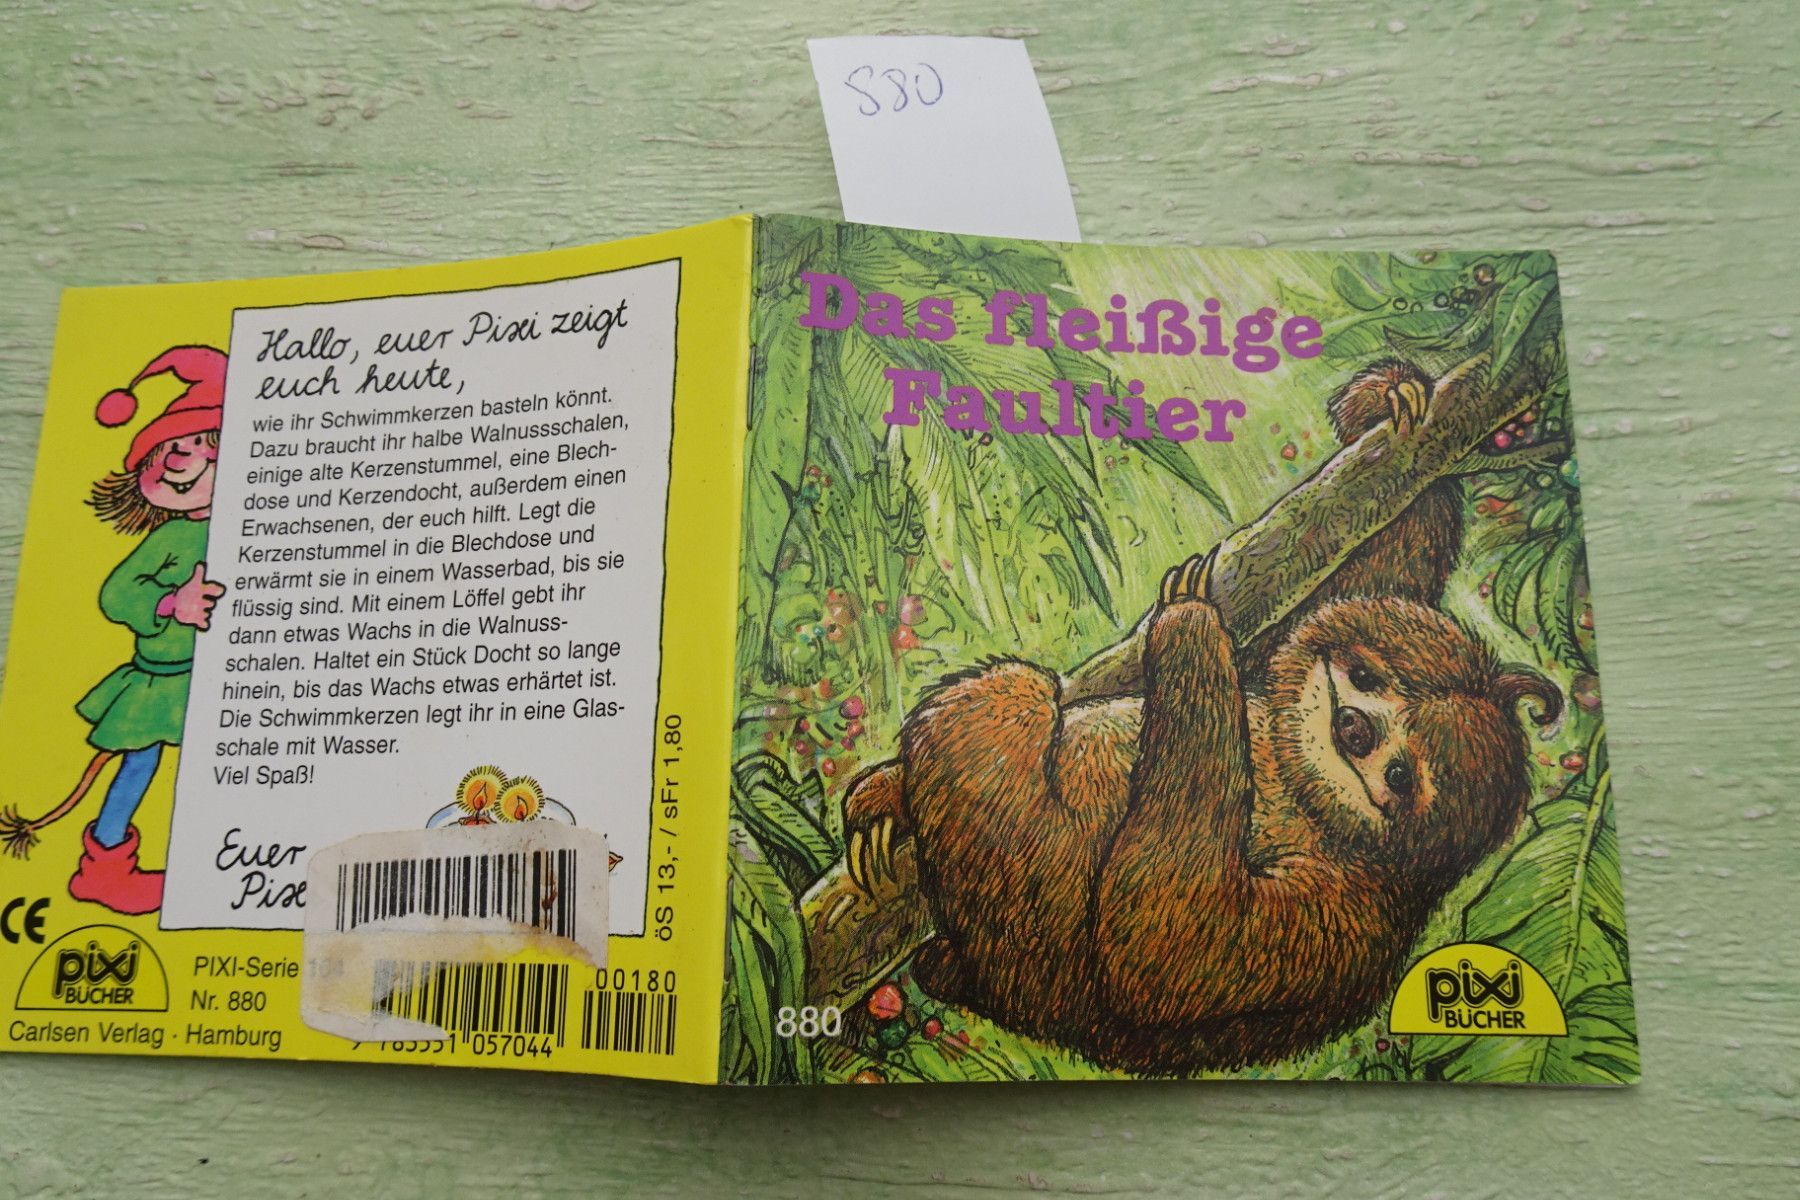 880
Hallo, euer Pixi zeigt
euch heute,
wie ihr Schwimmkerzen basteln könnt.
Dazu braucht ihr halbe Walnussschalen,
einige alte Kerzenstummel, eine Blech-
dose und Kerzendocht, außerdem einen
Erwachsenen, der euch hilft. Legt die
Kerzenstummel in die Blechdose und
erwärmt sie in einem Wasserbad, bis sie
flüssig sind. Mit einem Löffel gebt ihr
dann etwas Wachs in die Walnuss-
schalen. Haltet ein Stück Docht so lange
hinein, bis das Wachs etwas erhärtet ist.
Die Schwimmkerzen legt ihr in eine Glas-
schale mit Wasser.
Viel Spaß!
Euer
öS 13,- / sFr 1,80
CE
pixi
BÜCHER
PIXI-Serie 104
Nr. 880
Carlsen Verlag · Hamburg
00180
057044
Das fleißige
Faultier
880
pixi
BÜCHER